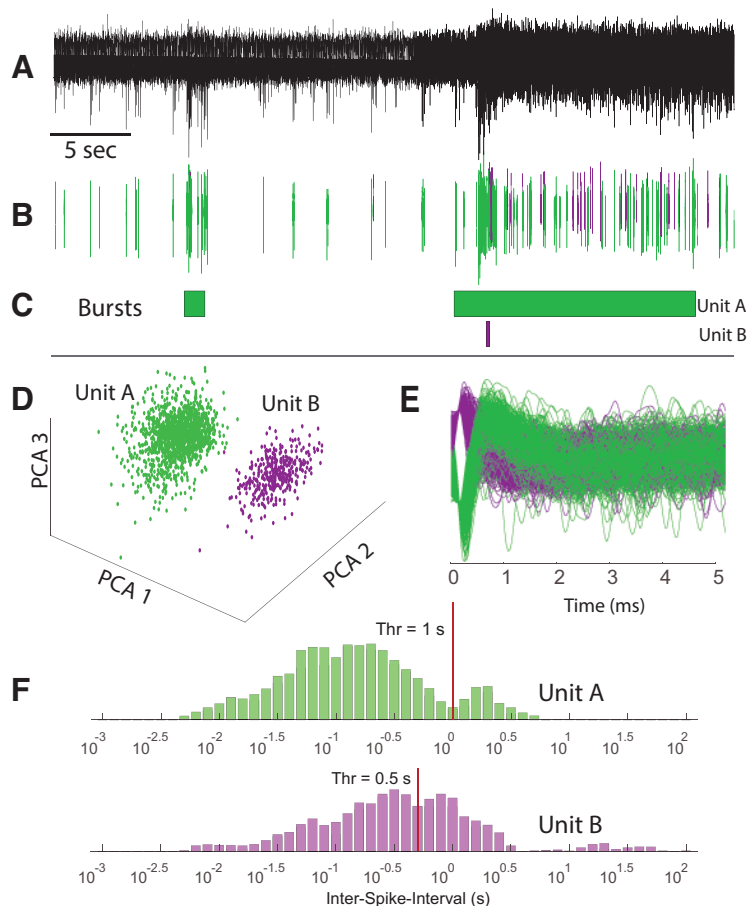 A
5 sec
B
C
Bursts
Unit A
Unit B
D
Unit A
Unit B
PCA 3
PCA 1
PCA 2
E
0 1 2 3 4 5
Time (ms)
F
Thr = 1 s
Unit A
10^-3 10^-2.5 10^-2 10^-1.5 10^-1 10^-0.5 10^0 10^0.5 10^1 10^1.5 10^2
Thr = 0.5 s
Unit B
10^-3 10^-2.5 10^-2 10^-1.5 10^-1 10^-0.5 10^0 10^0.5 10^1 10^1.5 10^2
Inter-Spike-Interval (s)